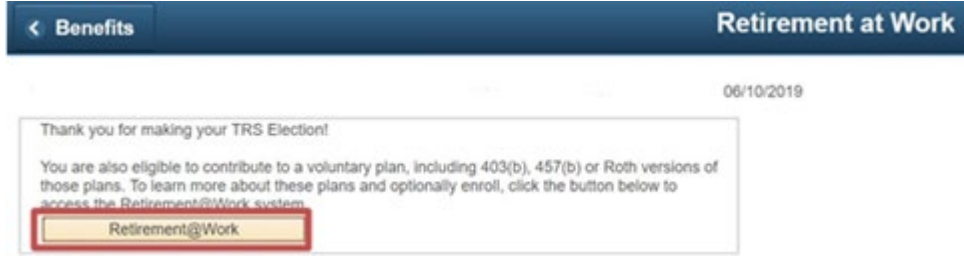 Benefits
Retirement at Work
06/10/2019
Thank you for making your TRS Election!
You are also eligible to contribute to a voluntary plan, including 403(b), 457(b) or Roth versions of
those plans. To learn more about these plans and optionally enroll, click the button below to
access the Retirement@Work system
Retirement@Work